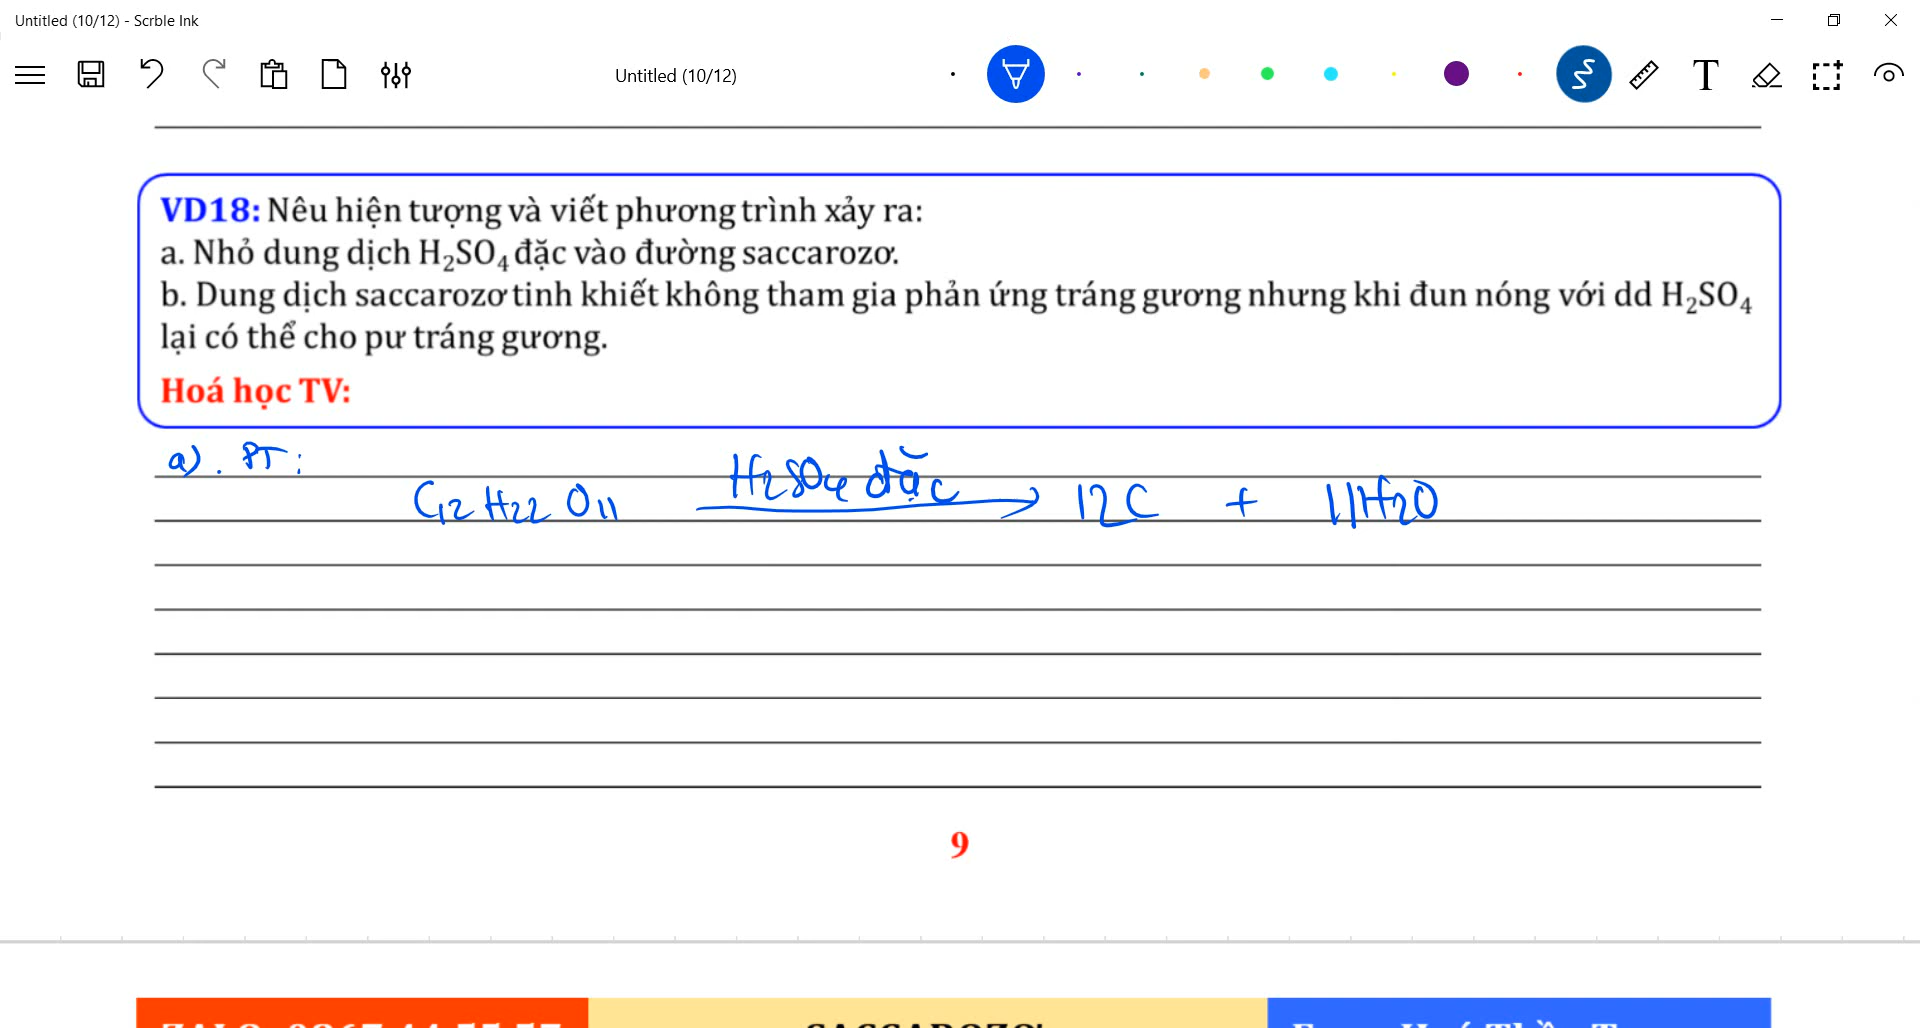 Untitled (10/12) - Scrble Ink
Untitled (10/12)
T
VD18: Nêu hiện tượng và viết phương trình xảy ra:
a. Nhỏ dung dịch H₂SO₄ đặc vào đường saccarozơ.
b. Dung dịch saccarozơ tinh khiết không tham gia phản ứng tráng gương nhưng khi đun nóng với dd H₂SO₄
lại có thể cho pư tráng gương.
Hoá học TV:
a). PT:
C₁₂H₂₂O₁₁ H₂SO₄ đặc → 12C + 11H₂O
9
SACCAROZƠ